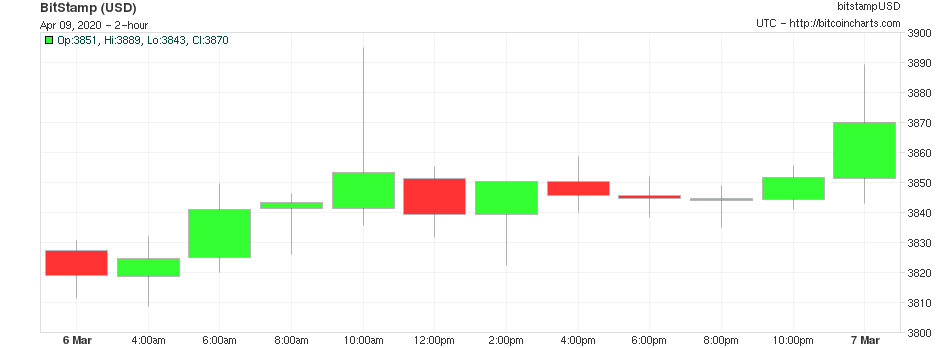 BitStamp (USD)
bitstampUSD
Apr 09, 2020 - 2-hour
UTC - http://bitcoincharts.com
Op:3851, Hi:3889, Lo:3843, Cl:3870
3900
3890
3880
3870
3860
3850
3840
3830
3820
3810
3800
6 Mar 4:00am 6:00am 8:00am 10:00am 12:00pm 2:00pm 4:00pm 6:00pm 8:00pm 10:00pm 7 Mar